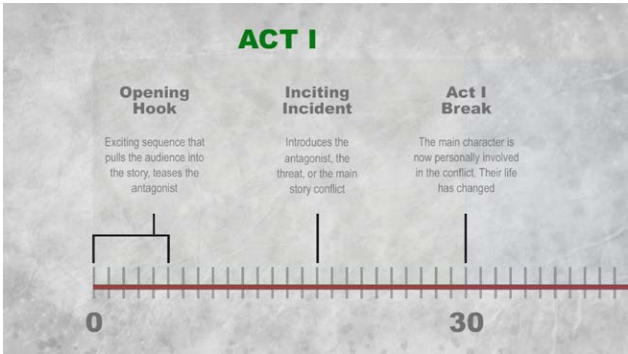 ACT I
Opening
Hook
Exciting sequence that
pulls the audience into
the story, teases the
antagonist
Inciting
Incident
Introduces the
antagonist, the
threat, or the main
story conflict
Act I
Break
The main character is
now personally involved
in the conflict. Their life
has changed
0
30